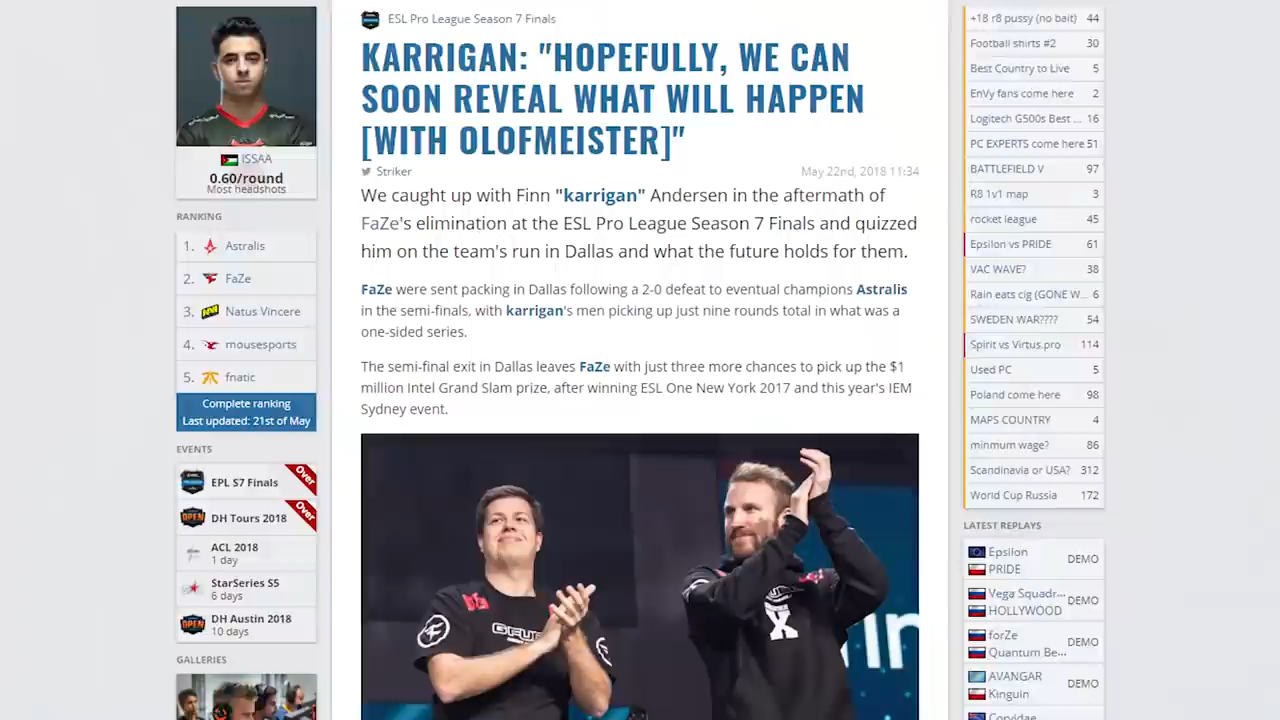 ISSAA
0.60/round
Most headshots
RANKING
1. Astralis
2. FaZe
3. Natus Vincere
4. mousesports
5. fnatic
Complete ranking
Last updated: 21st of May
EVENTS
EPL S7 Finals Over
DH Tours 2018 Over
ACL 2018
1 day
StarSeries S5
6 days
DH Austin 2018
10 days
GALLERIES
ESL Pro League Season 7 Finals
KARRIGAN: "HOPEFULLY, WE CAN
SOON REVEAL WHAT WILL HAPPEN
[WITH OLOFMEISTER]"
Striker May 22nd, 2018 11:34
We caught up with Finn "karrigan" Andersen in the aftermath of
FaZe's elimination at the ESL Pro League Season 7 Finals and quizzed
him on the team's run in Dallas and what the future holds for them.
FaZe were sent packing in Dallas following a 2-0 defeat to eventual champions Astralis
in the semi-finals, with karrigan's men picking up just nine rounds total in what was a
one-sided series.
The semi-final exit in Dallas leaves FaZe with just three more chances to pick up the $1
million Intel Grand Slam prize, after winning ESL One New York 2017 and this year's IEM
Sydney event.
+18 r8 pussy (no bait) 44
Football shirts #2 30
Best Country to Live 5
EnVy fans come here 2
Logitech G500s Best ... 16
PC EXPERTS come here 51
BATTLEFIELD V 97
R8 1v1 map 3
rocket league 45
Epsilon vs PRIDE 61
VAC WAVE? 38
Rain eats cig (GONE W... 6
SWEDEN WAR???? 54
Spirit vs Virtus.pro 114
Used PC 5
Poland come here 98
MAPS COUNTRY 4
minmum wage? 86
Scandinavia or USA? 312
World Cup Russia 172
LATEST REPLAYS
Epsilon
PRIDE DEMO
Vega Squadr...
HOLLYWOOD DEMO
forZe
Quantum Be... DEMO
AVANGAR
Kinguin DEMO